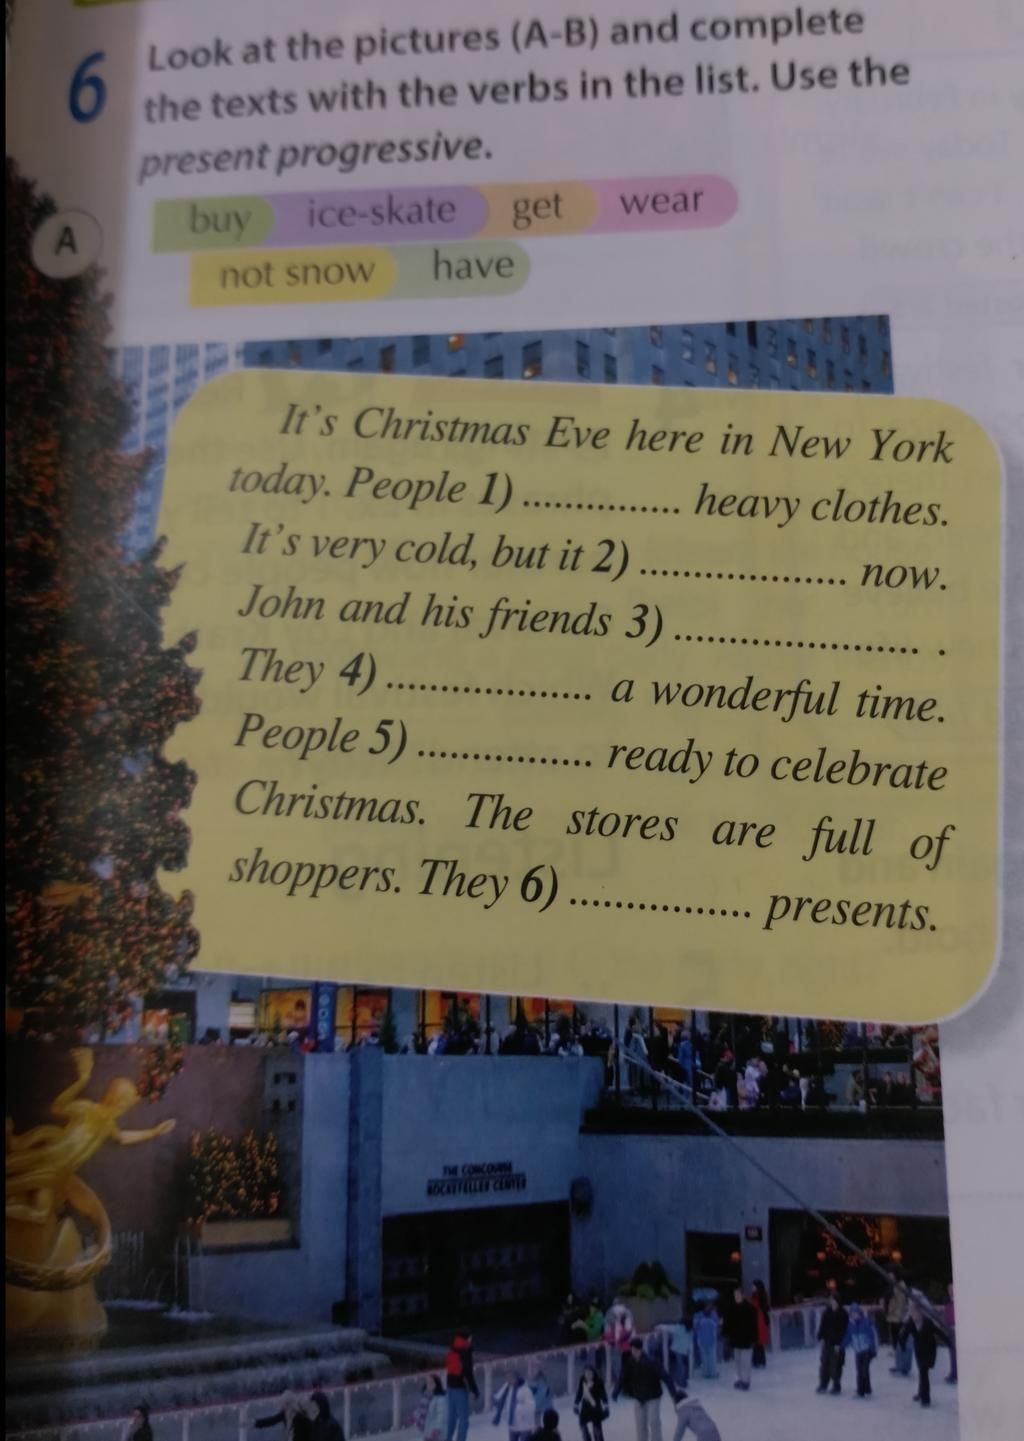 6 Look at the pictures (A-B) and complete
the texts with the verbs in the list. Use the
present progressive.
buy ice-skate get wear
A
not snow have
It's Christmas Eve here in New York
today. People 1) ............... heavy clothes.
It's very cold, but it 2) ................... now.
John and his friends 3) ...................... .
They 4) ................... a wonderful time.
People 5) ................ ready to celebrate
Christmas. The stores are full of
shoppers. They 6) ................ presents.
THE CONCOURSE
ROCKEFELLER CENTER